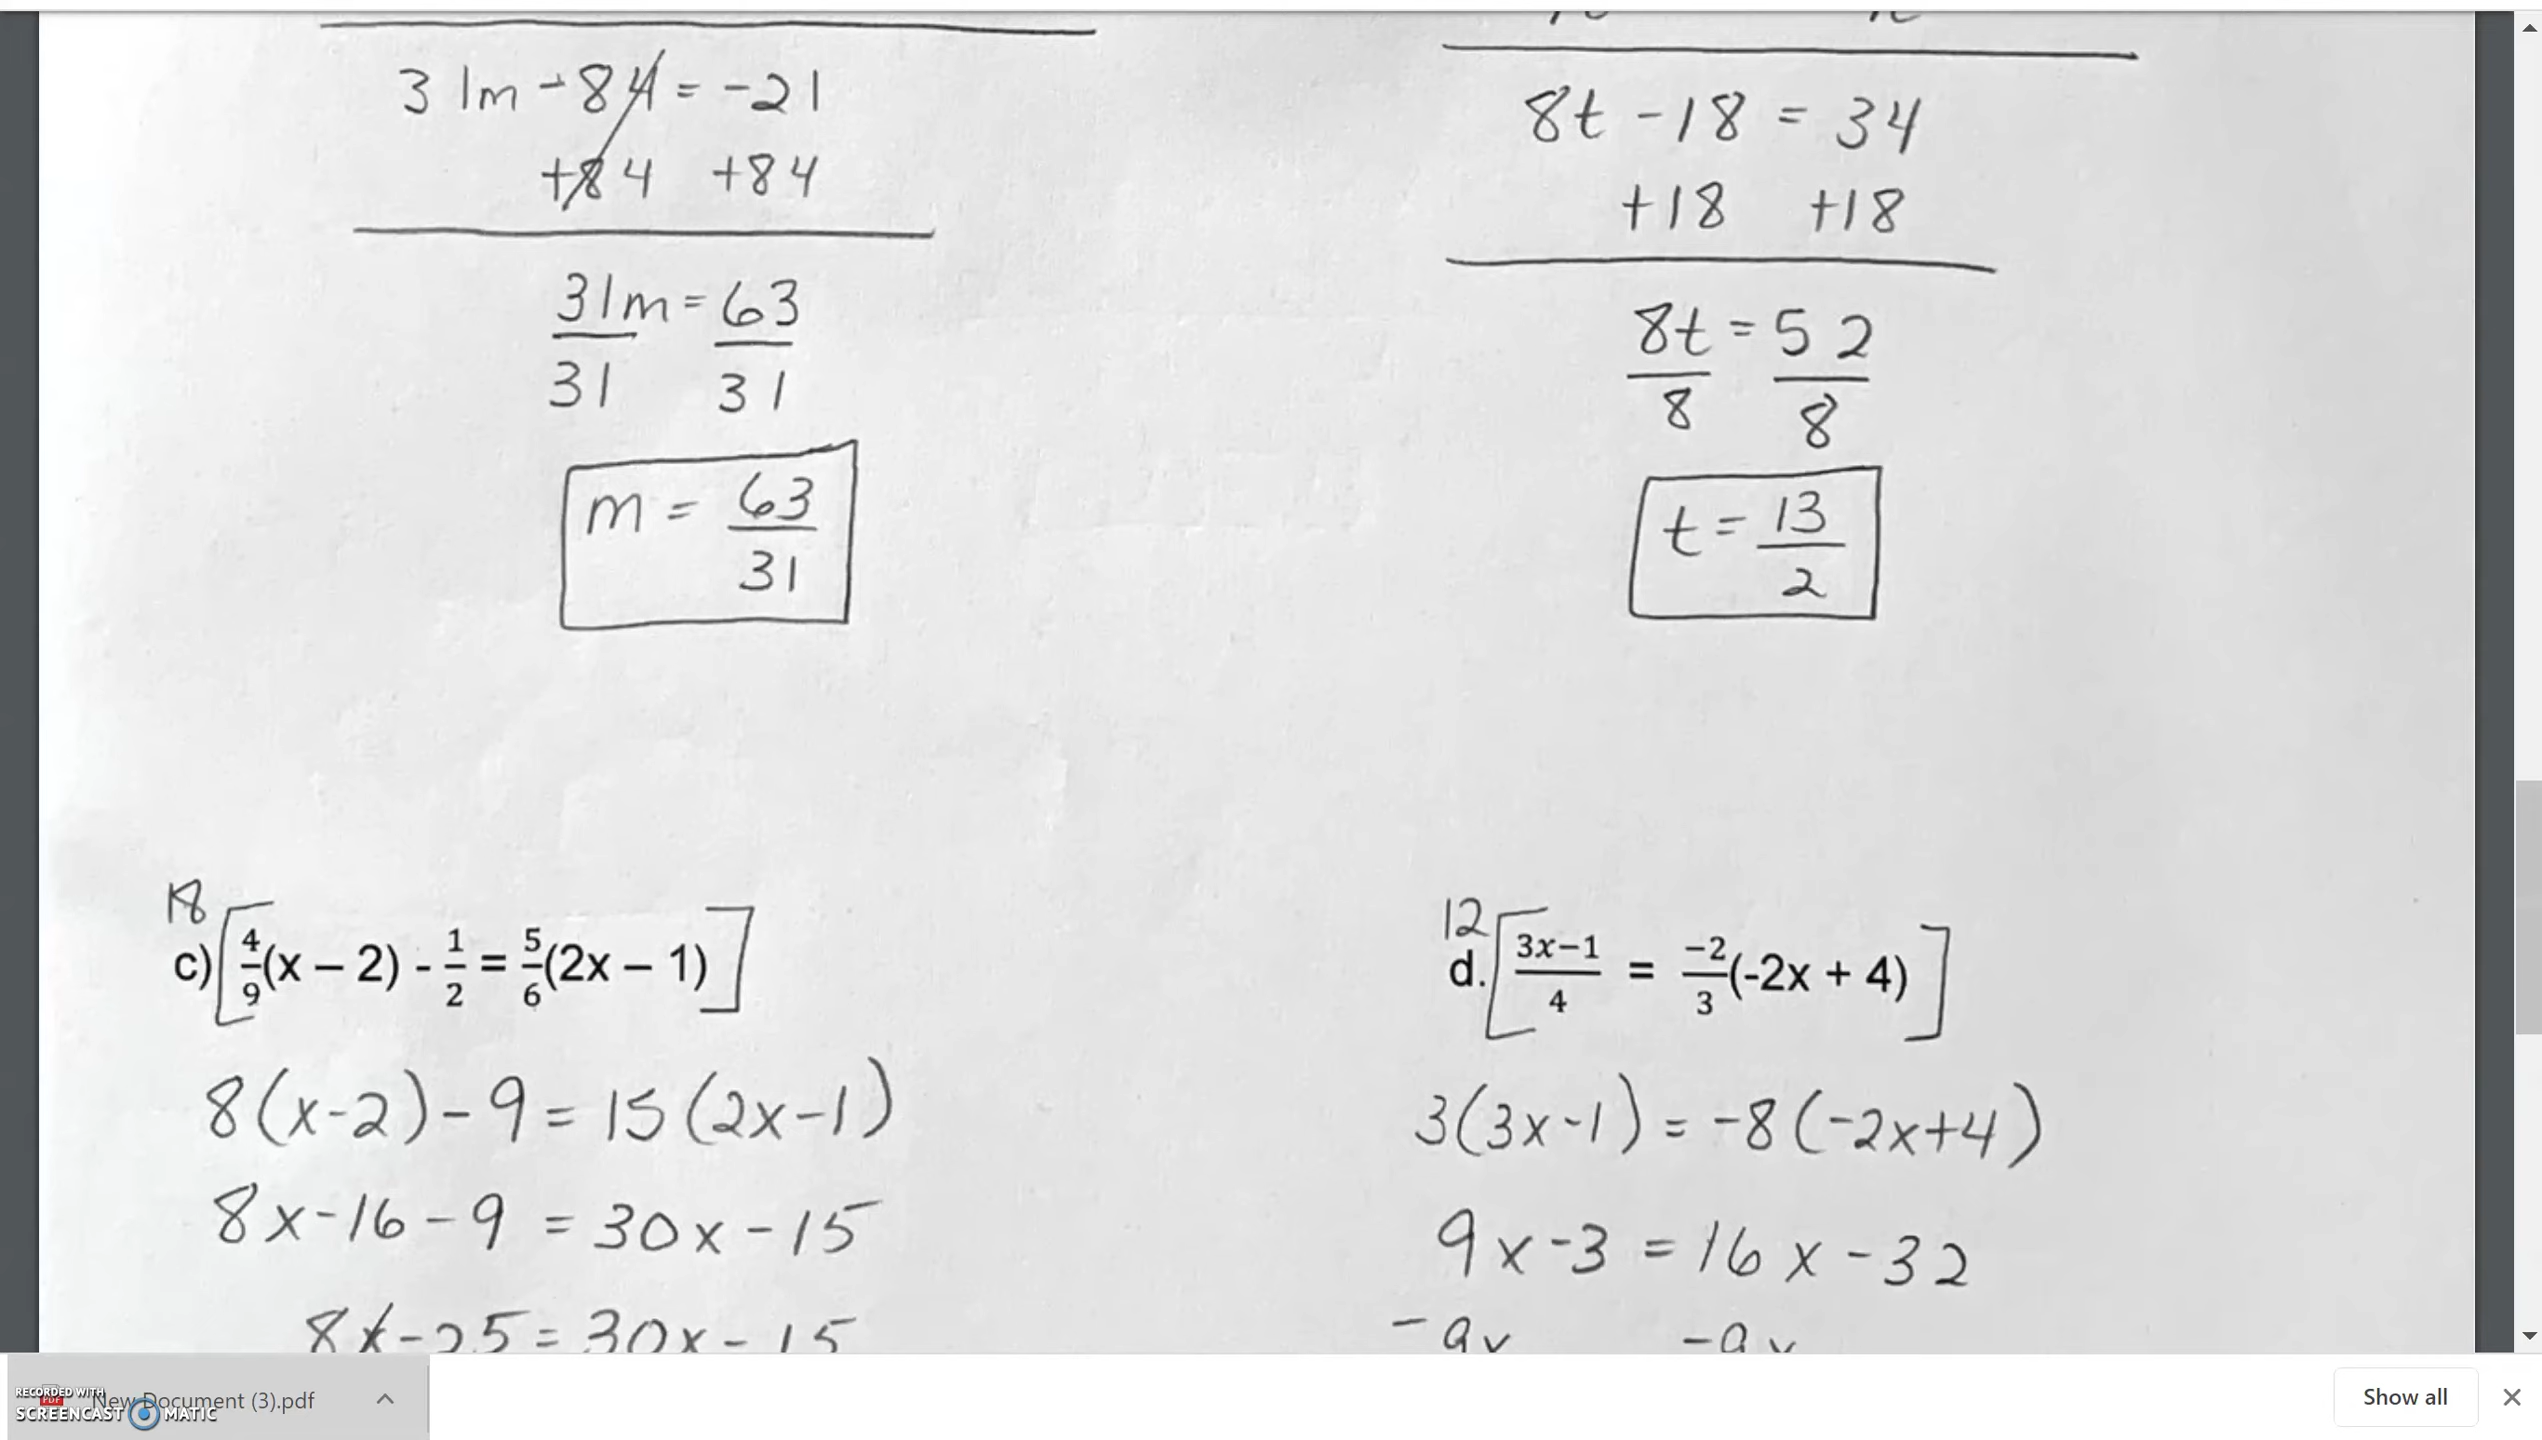 31m - 84 = -21
+84 +84
31m = 63
31 31
m = 63/31
8t - 18 = 34
+18 +18
8t = 52
8 8
t = 13/2
18
c) [4/9(x – 2) - 1/2 = 5/6(2x – 1)]
8(x-2) - 9 = 15(2x-1)
8x - 16 - 9 = 30x - 15
8x - 25 = 30x - 15
12
d. [3x−1/4 = −2/3(-2x + 4)]
3(3x-1) = -8(-2x+4)
9x - 3 = 16x - 32
-9x -9x
RECORDED WITH
SCREENCAST MATIC
PDF
New Document (3).pdf
Show all